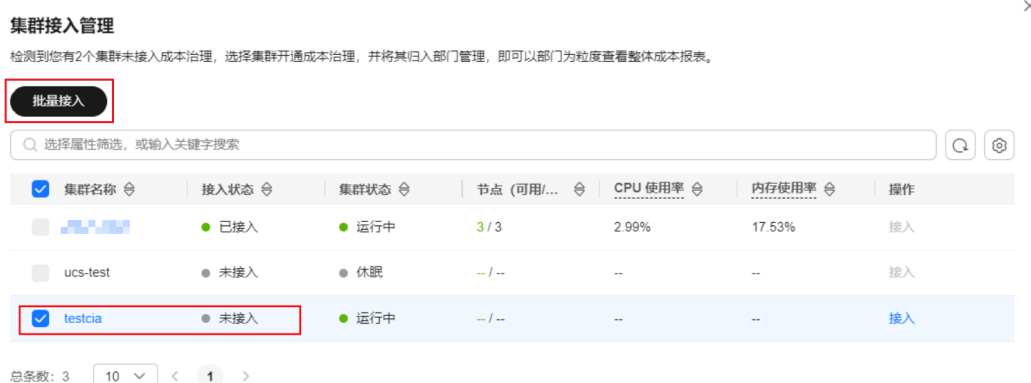 集群接入管理
检测到您有2个集群未接入成本治理，选择集群开通成本治理，并将其归入部门管理，即可以部门为粒度查看整体成本报表。
批量接入
选择属性筛选，或输入关键字搜索
集群名称 接入状态 集群状态 节点（可用/... CPU 使用率 内存使用率 操作
已接入 运行中 3 / 3 2.99% 17.53% 接入
ucs-test 未接入 休眠 -- / -- -- -- 接入
testcia 未接入 运行中 -- / -- -- -- 接入
总条数：3 10 < 1 >